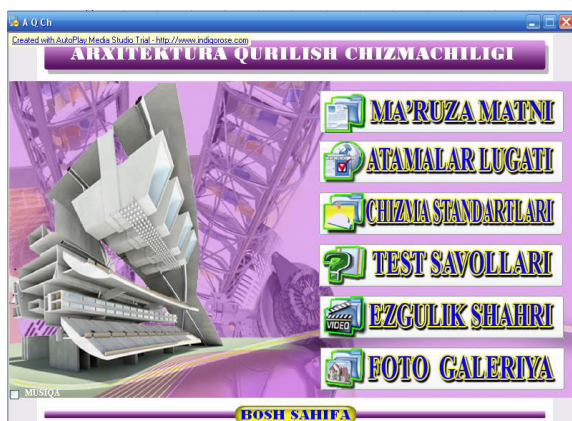 A Q Ch
Created with AutoPlay Media Studio Trial - http://www.indigorose.com
ARXITEKTURA QURILISH CHIZMACHILIGI
MA'RUZA MATNI
ATAMALAR LUGATI
CHIZMA STANDARTLARI
TEST SAVOLLARI
VIDEO
EZGULIK SHAHRI
FOTO GALERIYA
MUSIQA
BOSH SAHIFA